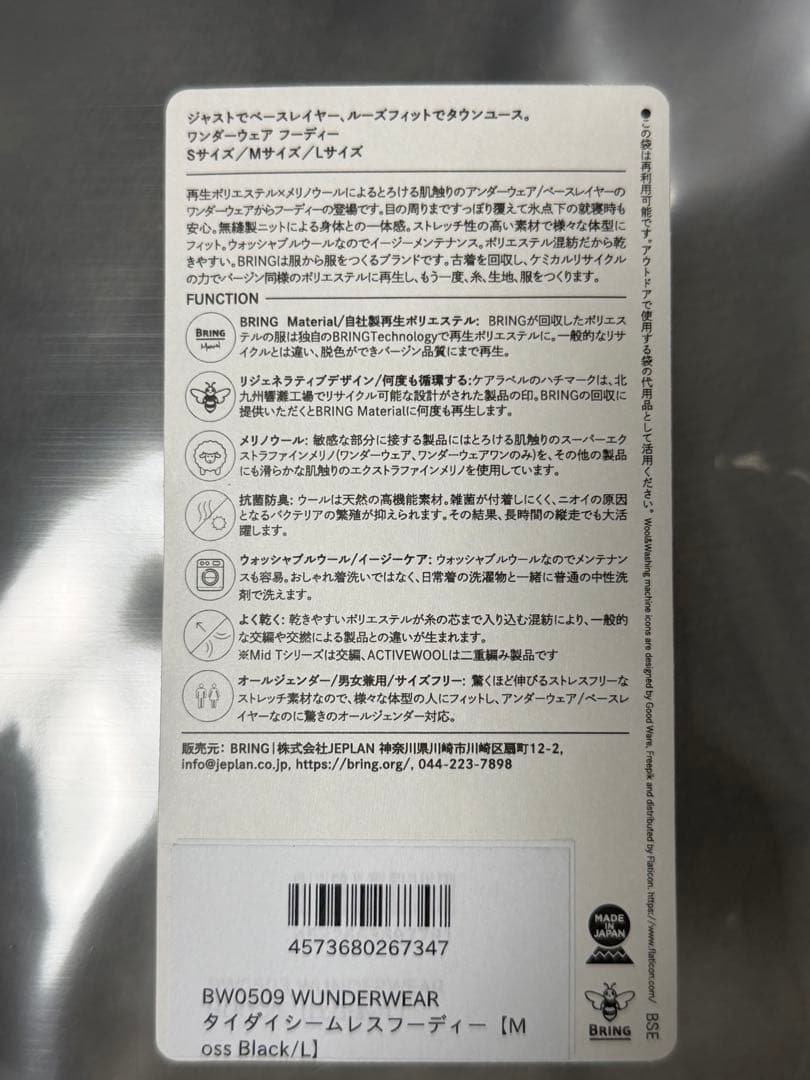 ジャストでベースレイヤー、ルーズフィットでタウンユース。
ワンダーウェア フーディー
Sサイズ/Mサイズ/Lサイズ
再生ポリエステル×メリノウールによるとろける肌触りのアンダーウェア/ベースレイヤーの
ワンダーウェアからフーディーの登場です。目の周りまですっぽり覆えて氷点下の就寝時も
安心。無縫製ニットによる身体との一体感。ストレッチ性の高い素材で様々な体型に
フィット。ウォッシャブルウールなのでイージーメンテナンス。ポリエステル混紡だから乾
きやすい。BRINGは服から服をつくるブランドです。古着を回収し、ケミカルリサイクル
の力でバージン同様のポリエステルに再生し、もう一度、糸、生地、服をつくります。
FUNCTION
BRING
Material
BRING Material/自社製再生ポリエステル: BRINGが回収したポリエス
テルの服は独自のBRINGTechnologyで再生ポリエステルに。一般的なリサ
イクルとは違い、脱色ができバージン品質にまで再生。
リジェネラティブデザイン/何度も循環する:ケアラベルのハチマークは、北
九州響灘工場でリサイクル可能な設計がされた製品の印。BRINGの回収に
提供いただくとBRING Materialに何度も再生します。
メリノウール: 敏感な部分に接する製品にはとろける肌触りのスーパーエク
ストラファインメリノ(ワンダーウェア、ワンダーウェアワンのみ)を、その他の製品
にも滑らかな肌触りのエクストラファインメリノを使用しています。
抗菌防臭: ウールは天然の高機能素材。雑菌が付着しにくく、ニオイの原因
となるバクテリアの繁殖が抑えられます。その結果、長時間の縦走でも大活
躍します。
ウォッシャブルウール/イージーケア: ウォッシャブルウールなのでメンテナン
スも容易。おしゃれ着洗いではなく、日常着の洗濯物と一緒に普通の中性洗
剤で洗えます。
よく乾く: 乾きやすいポリエステルが糸の芯まで入り込む混紡により、一般的
な交編や交撚による製品との違いが生まれます。
※Mid Tシリーズは交編、ACTIVEWOOLは二重編み製品です
オールジェンダー/男女兼用/サイズフリー: 驚くほど伸びるストレスフリーな
ストレッチ素材なので、様々な体型の人にフィットし、アンダーウェア/ベースレ
イヤーなのに驚きのオールジェンダー対応。
販売元: BRING|株式会社JEPLAN 神奈川県川崎市川崎区扇町12-2,
info@jeplan.co.jp, https://bring.org/, 044-223-7898
●この袋は再利用可能です。アウトドアで使用する袋の代用品として活用ください。 Wool&Washing machine icons are designed by Good Ware, Freepik and distributed by Flaticon. https://www.flaticon.com/ BSE
4573680267347
BW0509 WUNDERWEAR
タイダイシームレスフーディー【M
oss Black/L】
MADE
IN
JAPAN
BRING